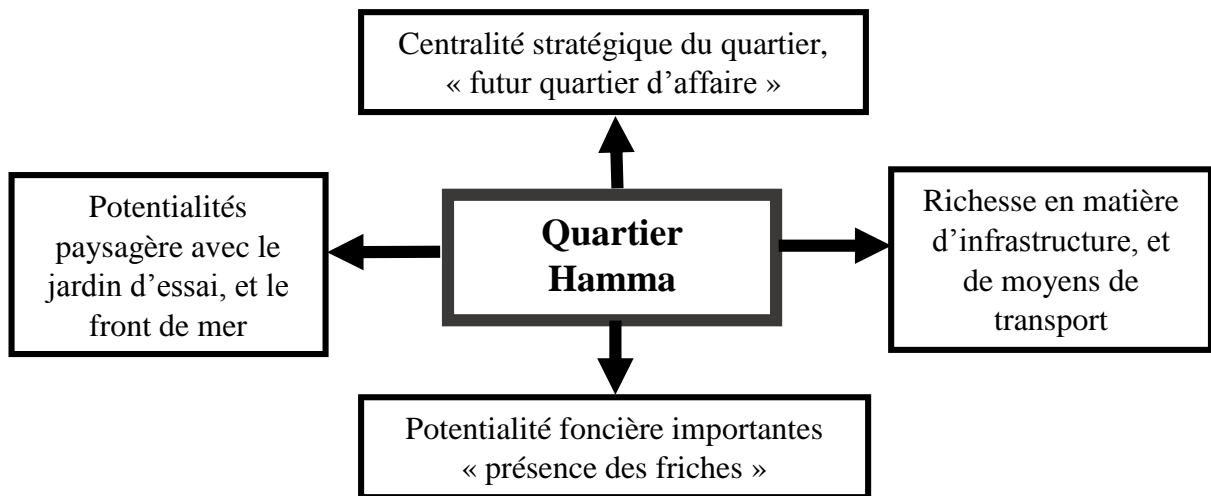 Centralité stratégique du quartier,
« futur quartier d’affaire »
Potentialités
paysagère avec le
jardin d’essai, et le
front de mer
Quartier
Hamma
Richesse en matière
d’infrastructure, et
de moyens de
transport
Potentialité foncière importantes
« présence des friches »